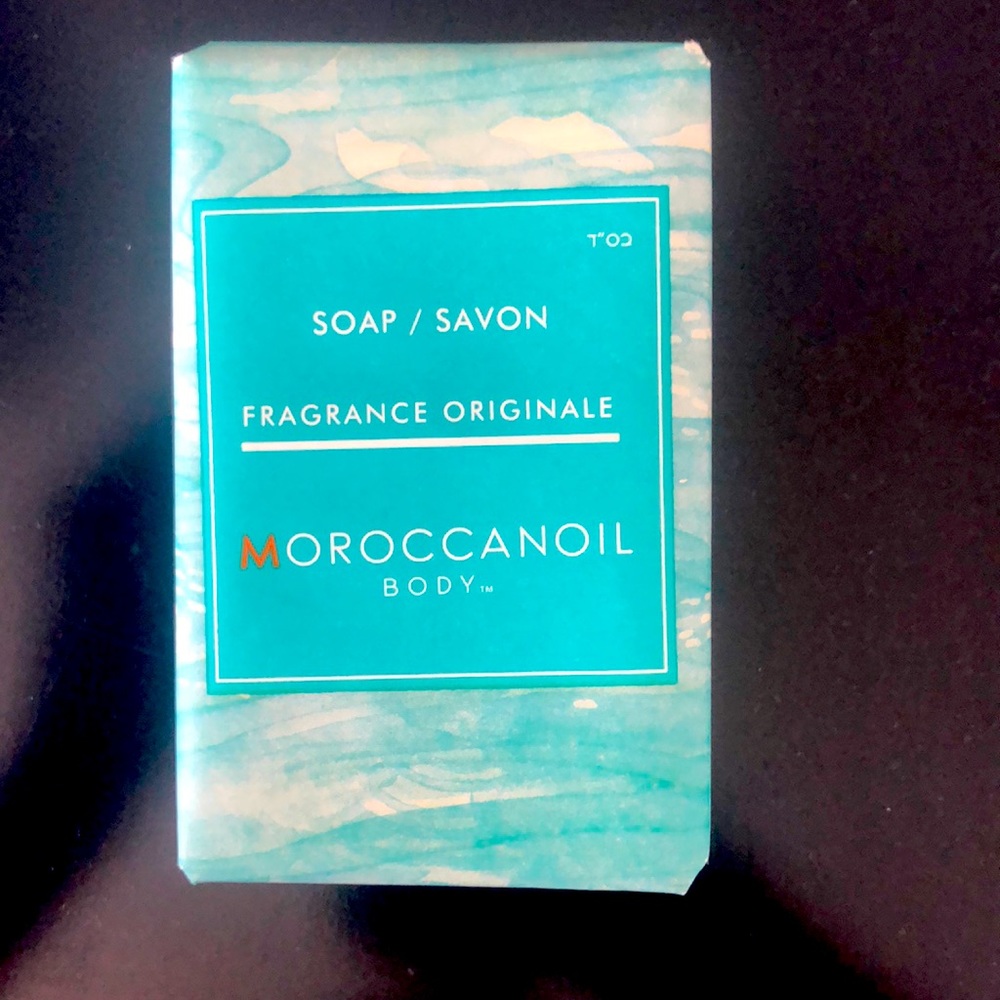 בס"ד
SOAP / SAVON
FRAGRANCE ORIGINALE
MOROCCANOIL
BODY™